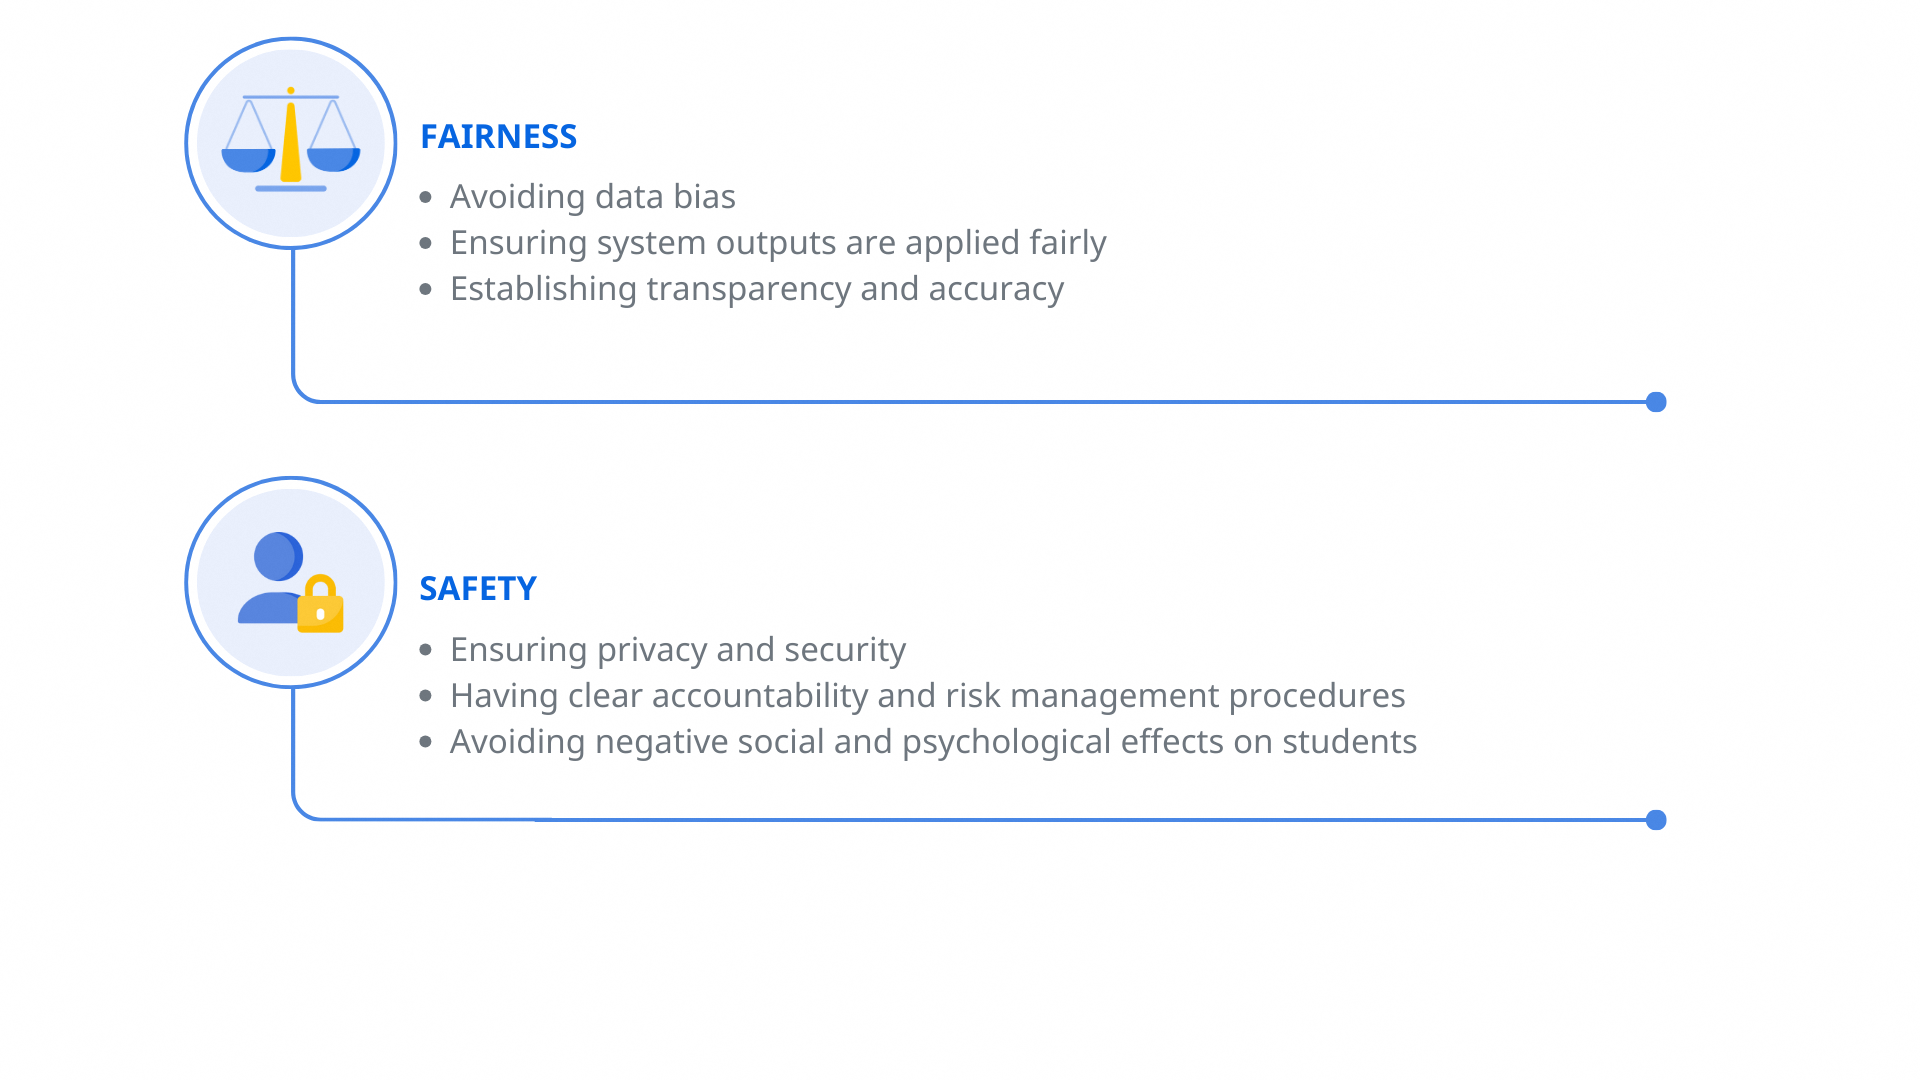 FAIRNESS
• Avoiding data bias
• Ensuring system outputs are applied fairly
• Establishing transparency and accuracy
SAFETY
• Ensuring privacy and security
• Having clear accountability and risk management procedures
• Avoiding negative social and psychological effects on students